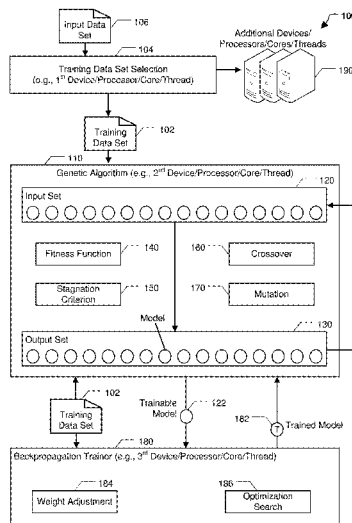 106
Input Data
Set
104
Training Data Set Selection
(e.g., 1st Device/Processor/Core/Thread)
Additional Devices/
Processors/Cores/Threads
190
102
Training
Data Set
110
Genetic Algorithm (e.g., 2nd Device/Processor/Core/Thread)
120
Input Set
140
Fitness Function
160
Crossover
150
Stagnation
Criterion
170
Mutation
Model
130
Output Set
102
Training
Data Set
Trainable
Model
122
182
T
Trained Model
180
Backpropagation Trainer (e.g., 3rd Device/Processor/Core/Thread)
184
Weight Adjustment
186
Optimization
Search